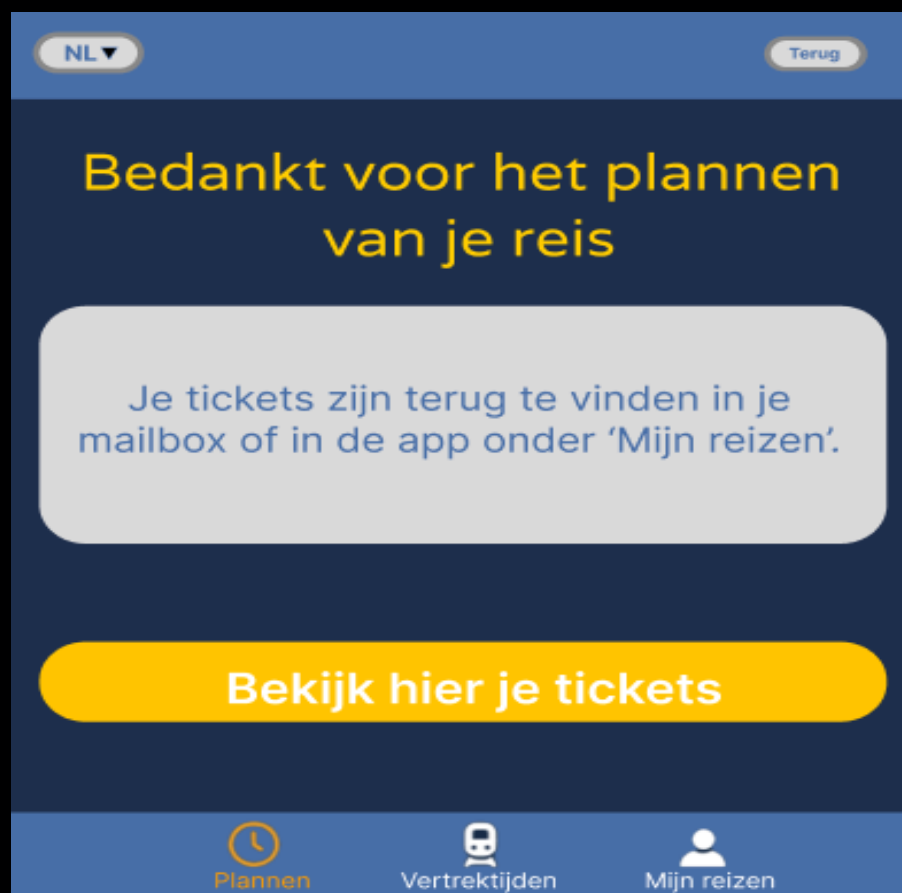 NL
Terug
Bedankt voor het plannen
van je reis
Je tickets zijn terug te vinden in je
mailbox of in de app onder ‘Mijn reizen’.
Bekijk hier je tickets
Plannen
Vertrektijden
Mijn reizen